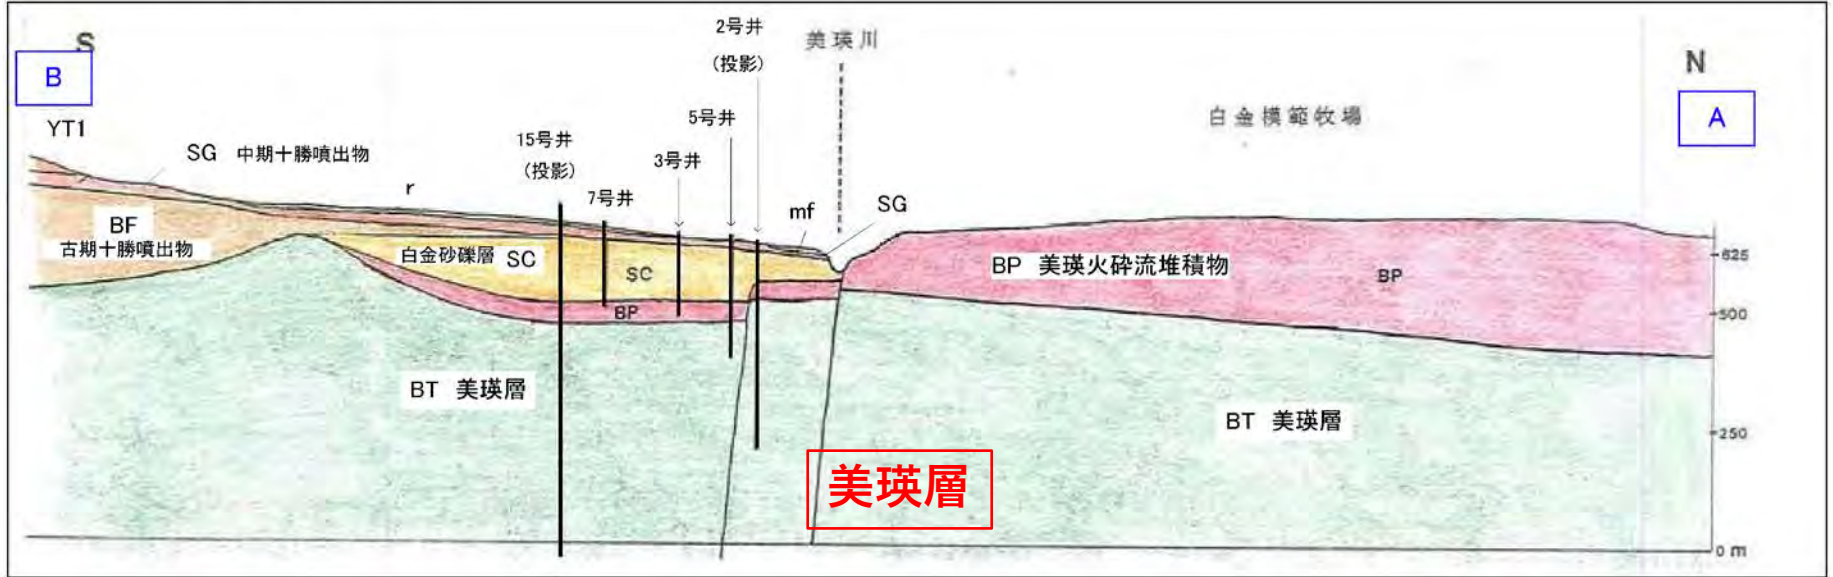 S
B
YT1
SG 中期十勝噴出物
r
BF
古期十勝噴出物
15号井
(投影)
7号井
3号井
5号井
2号井
(投影)
美瑛川
mf
SG
白金模範牧場
N
A
白金砂礫層 SC
SC
BP
BP 美瑛火砕流堆積物
BP
BT 美瑛層
BT 美瑛層
美瑛層
625
500
250
0 m